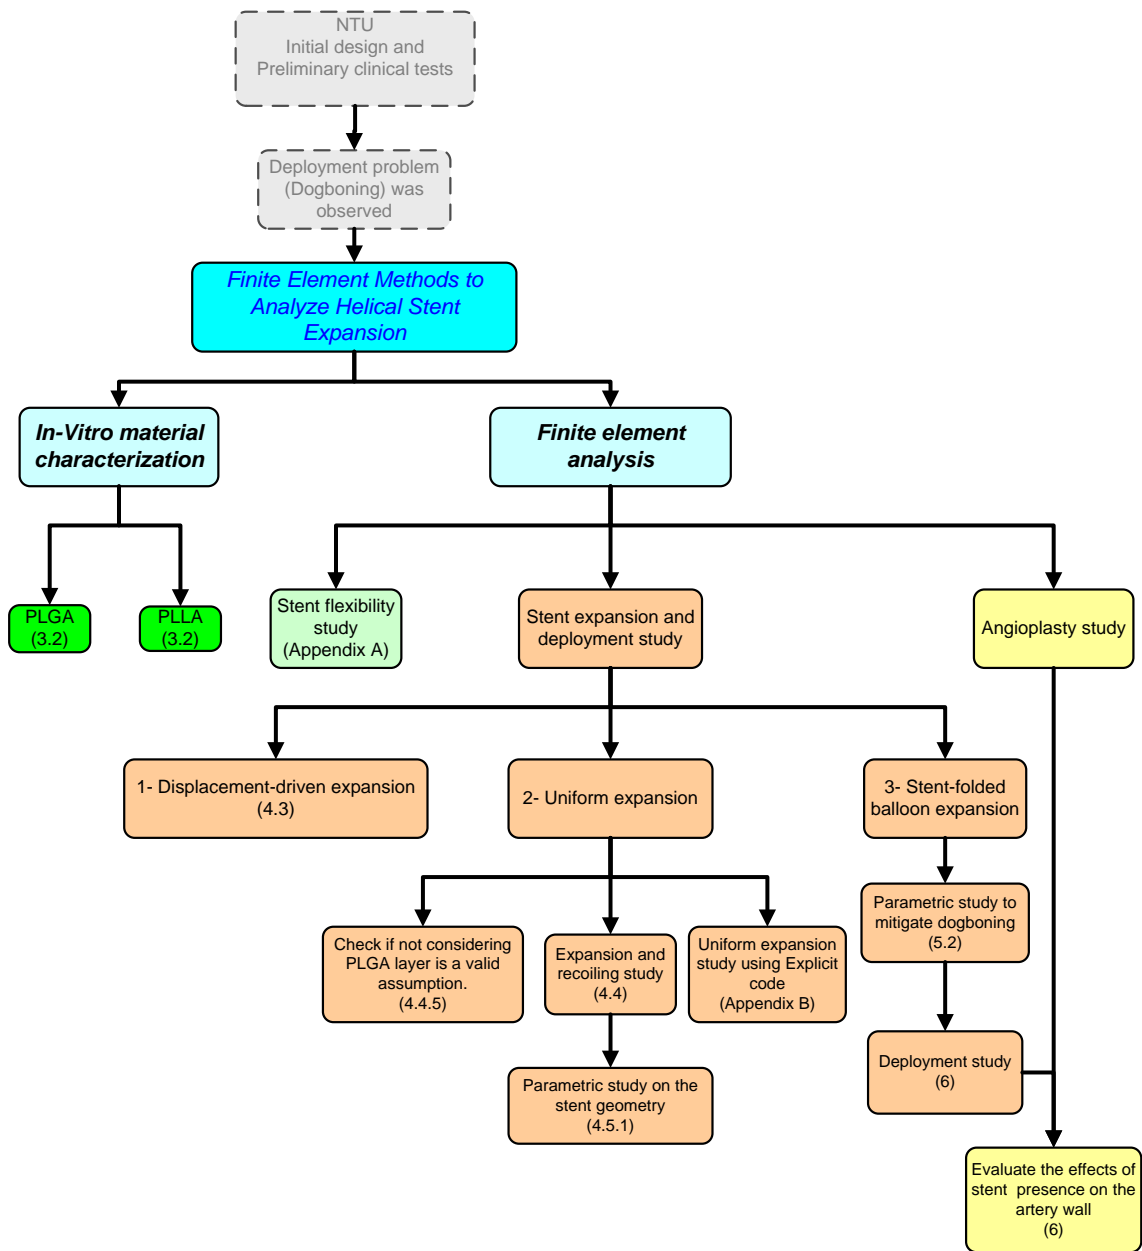 NTU
Initial design and
Preliminary clinical tests
Deployment problem
(Dogboning) was
observed
Finite Element Methods to
Analyze Helical Stent
Expansion
In-Vitro material
characterization
Finite element
analysis
PLGA
(3.2)
PLLA
(3.2)
Stent flexibility
study
(Appendix A)
Stent expansion and
deployment study
Angioplasty study
1- Displacement-driven expansion
(4.3)
2- Uniform expansion
3- Stent-folded
balloon expansion
Check if not considering
PLGA layer is a valid
assumption.
(4.4.5)
Expansion and
recoiling study
(4.4)
Uniform expansion
study using Explicit
code
(Appendix B)
Parametric study to
mitigate dogboning
(5.2)
Parametric study on the
stent geometry
(4.5.1)
Deployment study
(6)
Evaluate the effects of
stent presence on the
artery wall
(6)